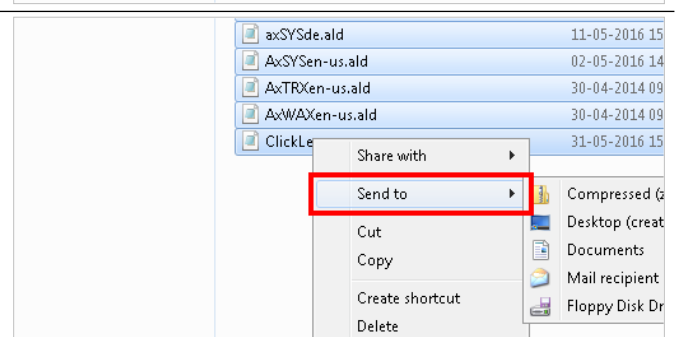 axSYSde.ald 11-05-2016 15
AxSYSen-us.ald 02-05-2016 14
AxTRXen-us.ald 30-04-2014 09
AxWAXen-us.ald 30-04-2014 09
ClickLe 31-05-2016 15
Share with
Send to Compressed (z
Desktop (creat
Cut Documents
Copy Mail recipient
Create shortcut Floppy Disk Dr
Delete